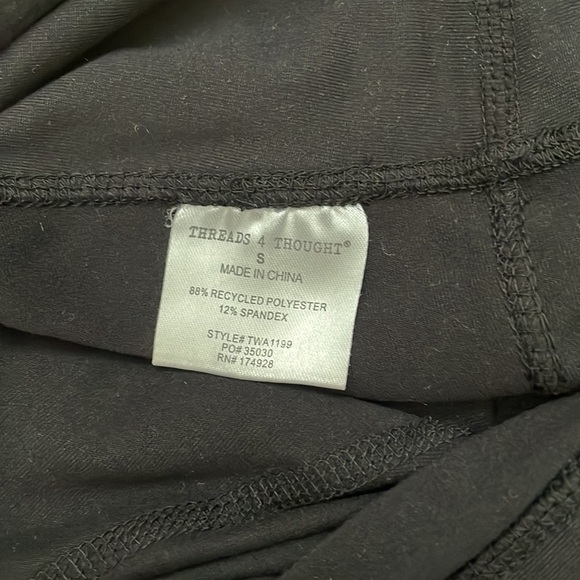 THREADS 4 THOUGHT®
S
MADE IN CHINA
88% RECYCLED POLYESTER
12% SPANDEX
STYLE# TWA1199
PO# 35030
RN# 174928